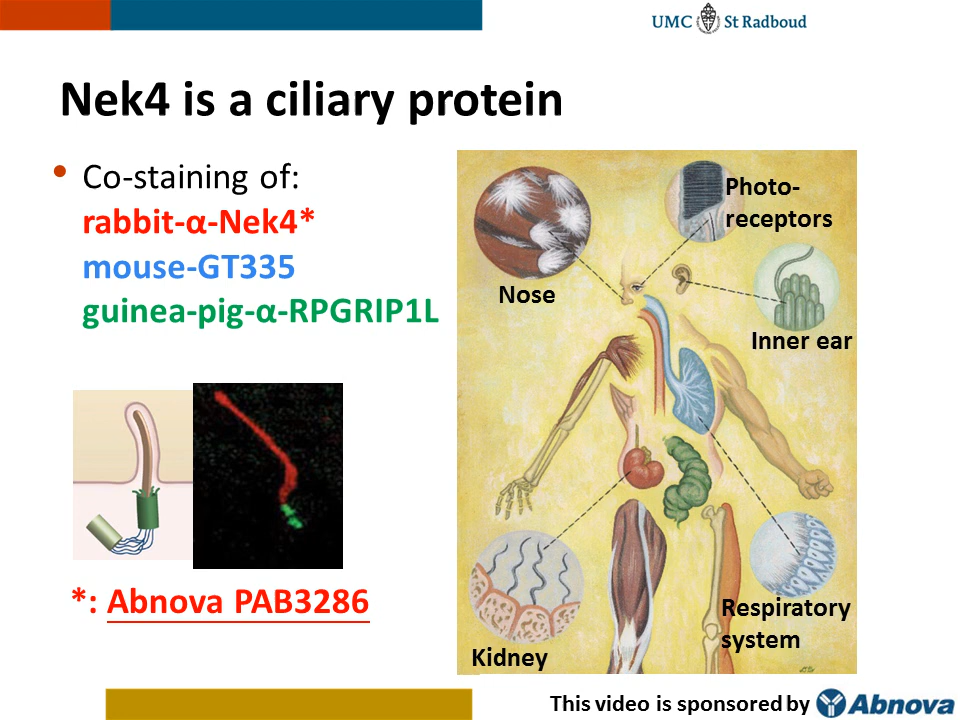 UMC St Radboud
Nek4 is a ciliary protein
• Co-staining of:
rabbit-α-Nek4*
mouse-GT335
guinea-pig-α-RPGRIP1L
*: Abnova PAB3286
Photo-
receptors
Nose
Inner ear
Respiratory
system
Kidney
This video is sponsored by Abnova